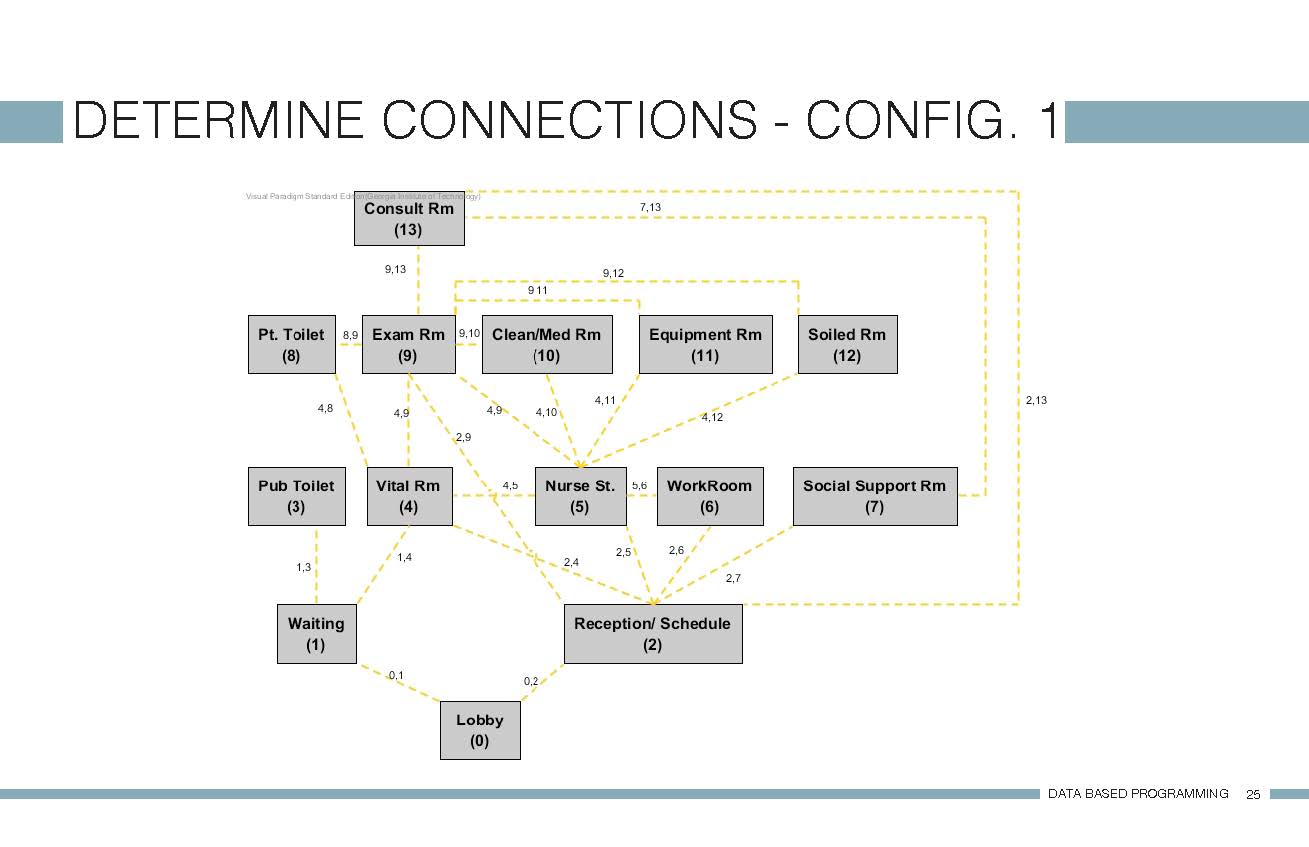 DETERMINE CONNECTIONS - CONFIG. 1
Visual Paradigm Standard Edition(Georgia Institute of Technology)
Consult Rm
(13)
7,13
9,13
9,12
9 11
Pt. Toilet
(8)
8,9
Exam Rm
(9)
9,10
Clean/Med Rm
(10)
Equipment Rm
(11)
Soiled Rm
(12)
2,13
4,8
4,9
4,9
4,10
4,11
4,12
2,9
Pub Toilet
(3)
Vital Rm
(4)
4,5
Nurse St.
(5)
5,6
WorkRoom
(6)
Social Support Rm
(7)
1,3
1,4
2,4
2,5
2,6
2,7
Waiting
(1)
Reception/ Schedule
(2)
0,1
0,2
Lobby
(0)
DATA BASED PROGRAMMING 25